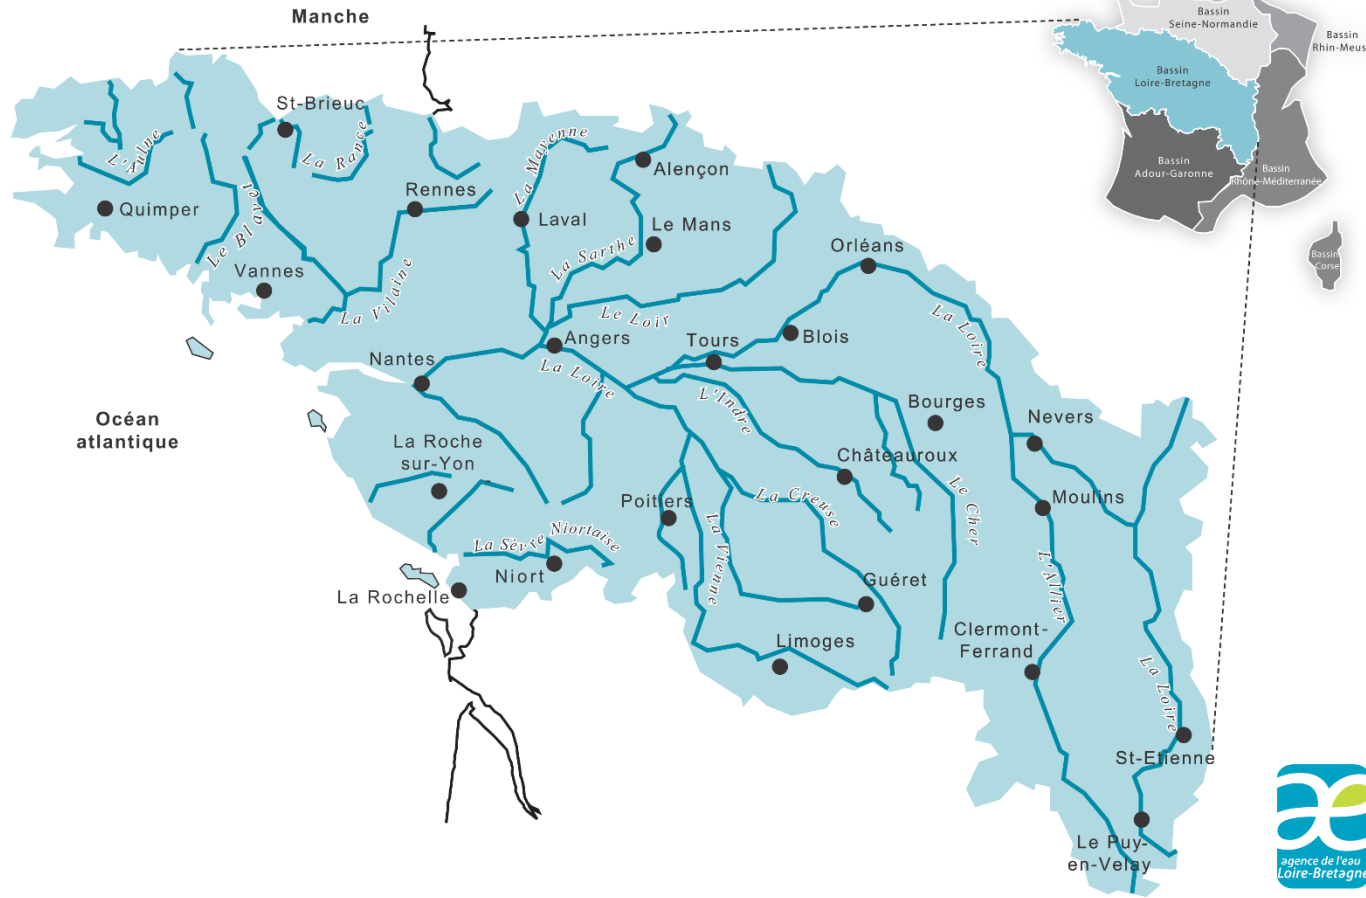 Manche
Bassin
Seine-Normandie
Bassin
Rhin-Meus
Bassin
Loire-Bretagne
Bassin
Adour-Garonne
Bassin
Rhône-Méditerranée
Bassin
Corse
St-Brieuc
L'Aulne
La Rance
La Mayenne
Alençon
Quimper
Rennes
Laval
Le Mans
Le Blavet
La Sarthe
Orléans
Vannes
La Vilaine
Le Loir
La Loire
Angers
Tours
Blois
Nantes
La Loire
L'Indre
Bourges
Nevers
Océan
atlantique
La Roche
sur-Yon
Châteauroux
Poitiers
La Creuse
Le Cher
Moulins
La Sèvre Niortaise
La Vienne
Niort
L'Allier
Guéret
La Rochelle
Limoges
Clermont-
Ferrand
La Loire
St-Etienne
Le Puy-
en-Velay
æ
agence de l'eau
Loire-Bretagne